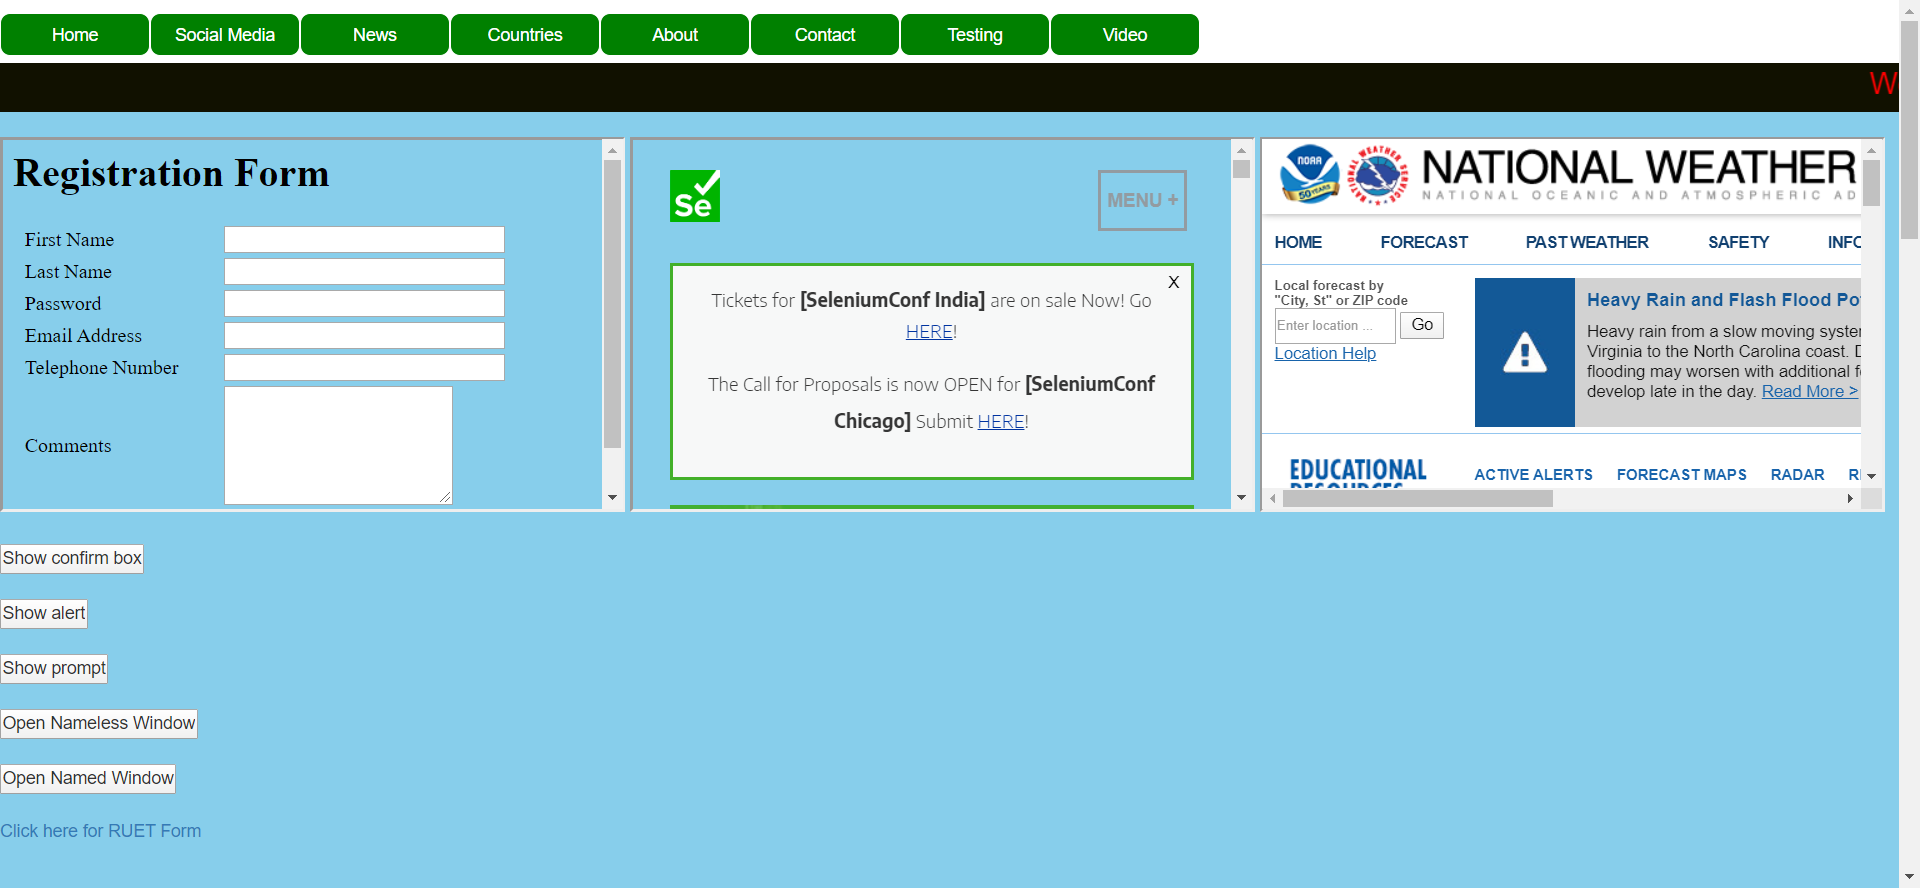 Home Social Media News Countries About Contact Testing Video
W
Registration Form
First Name
Last Name
Password
Email Address
Telephone Number
Comments
Se
MENU +
X
Tickets for [SeleniumConf India] are on sale Now! Go
HERE!
The Call for Proposals is now OPEN for [SeleniumConf
Chicago] Submit HERE!
NOAA
50 YEARS
NATIONAL WEATHER SERVICE
NATIONAL WEATHER
NATIONAL OCEANIC AND ATMOSPHERIC AD
HOME FORECAST PAST WEATHER SAFETY INFO
Local forecast by
"City, St" or ZIP code
Enter location ... Go
Location Help
Heavy Rain and Flash Flood Po
Heavy rain from a slow moving system
Virginia to the North Carolina coast.
flooding may worsen with additional
develop late in the day. Read More >
EDUCATIONAL
RESOURCES
ACTIVE ALERTS FORECAST MAPS RADAR
Show confirm box
Show alert
Show prompt
Open Nameless Window
Open Named Window
Click here for RUET Form